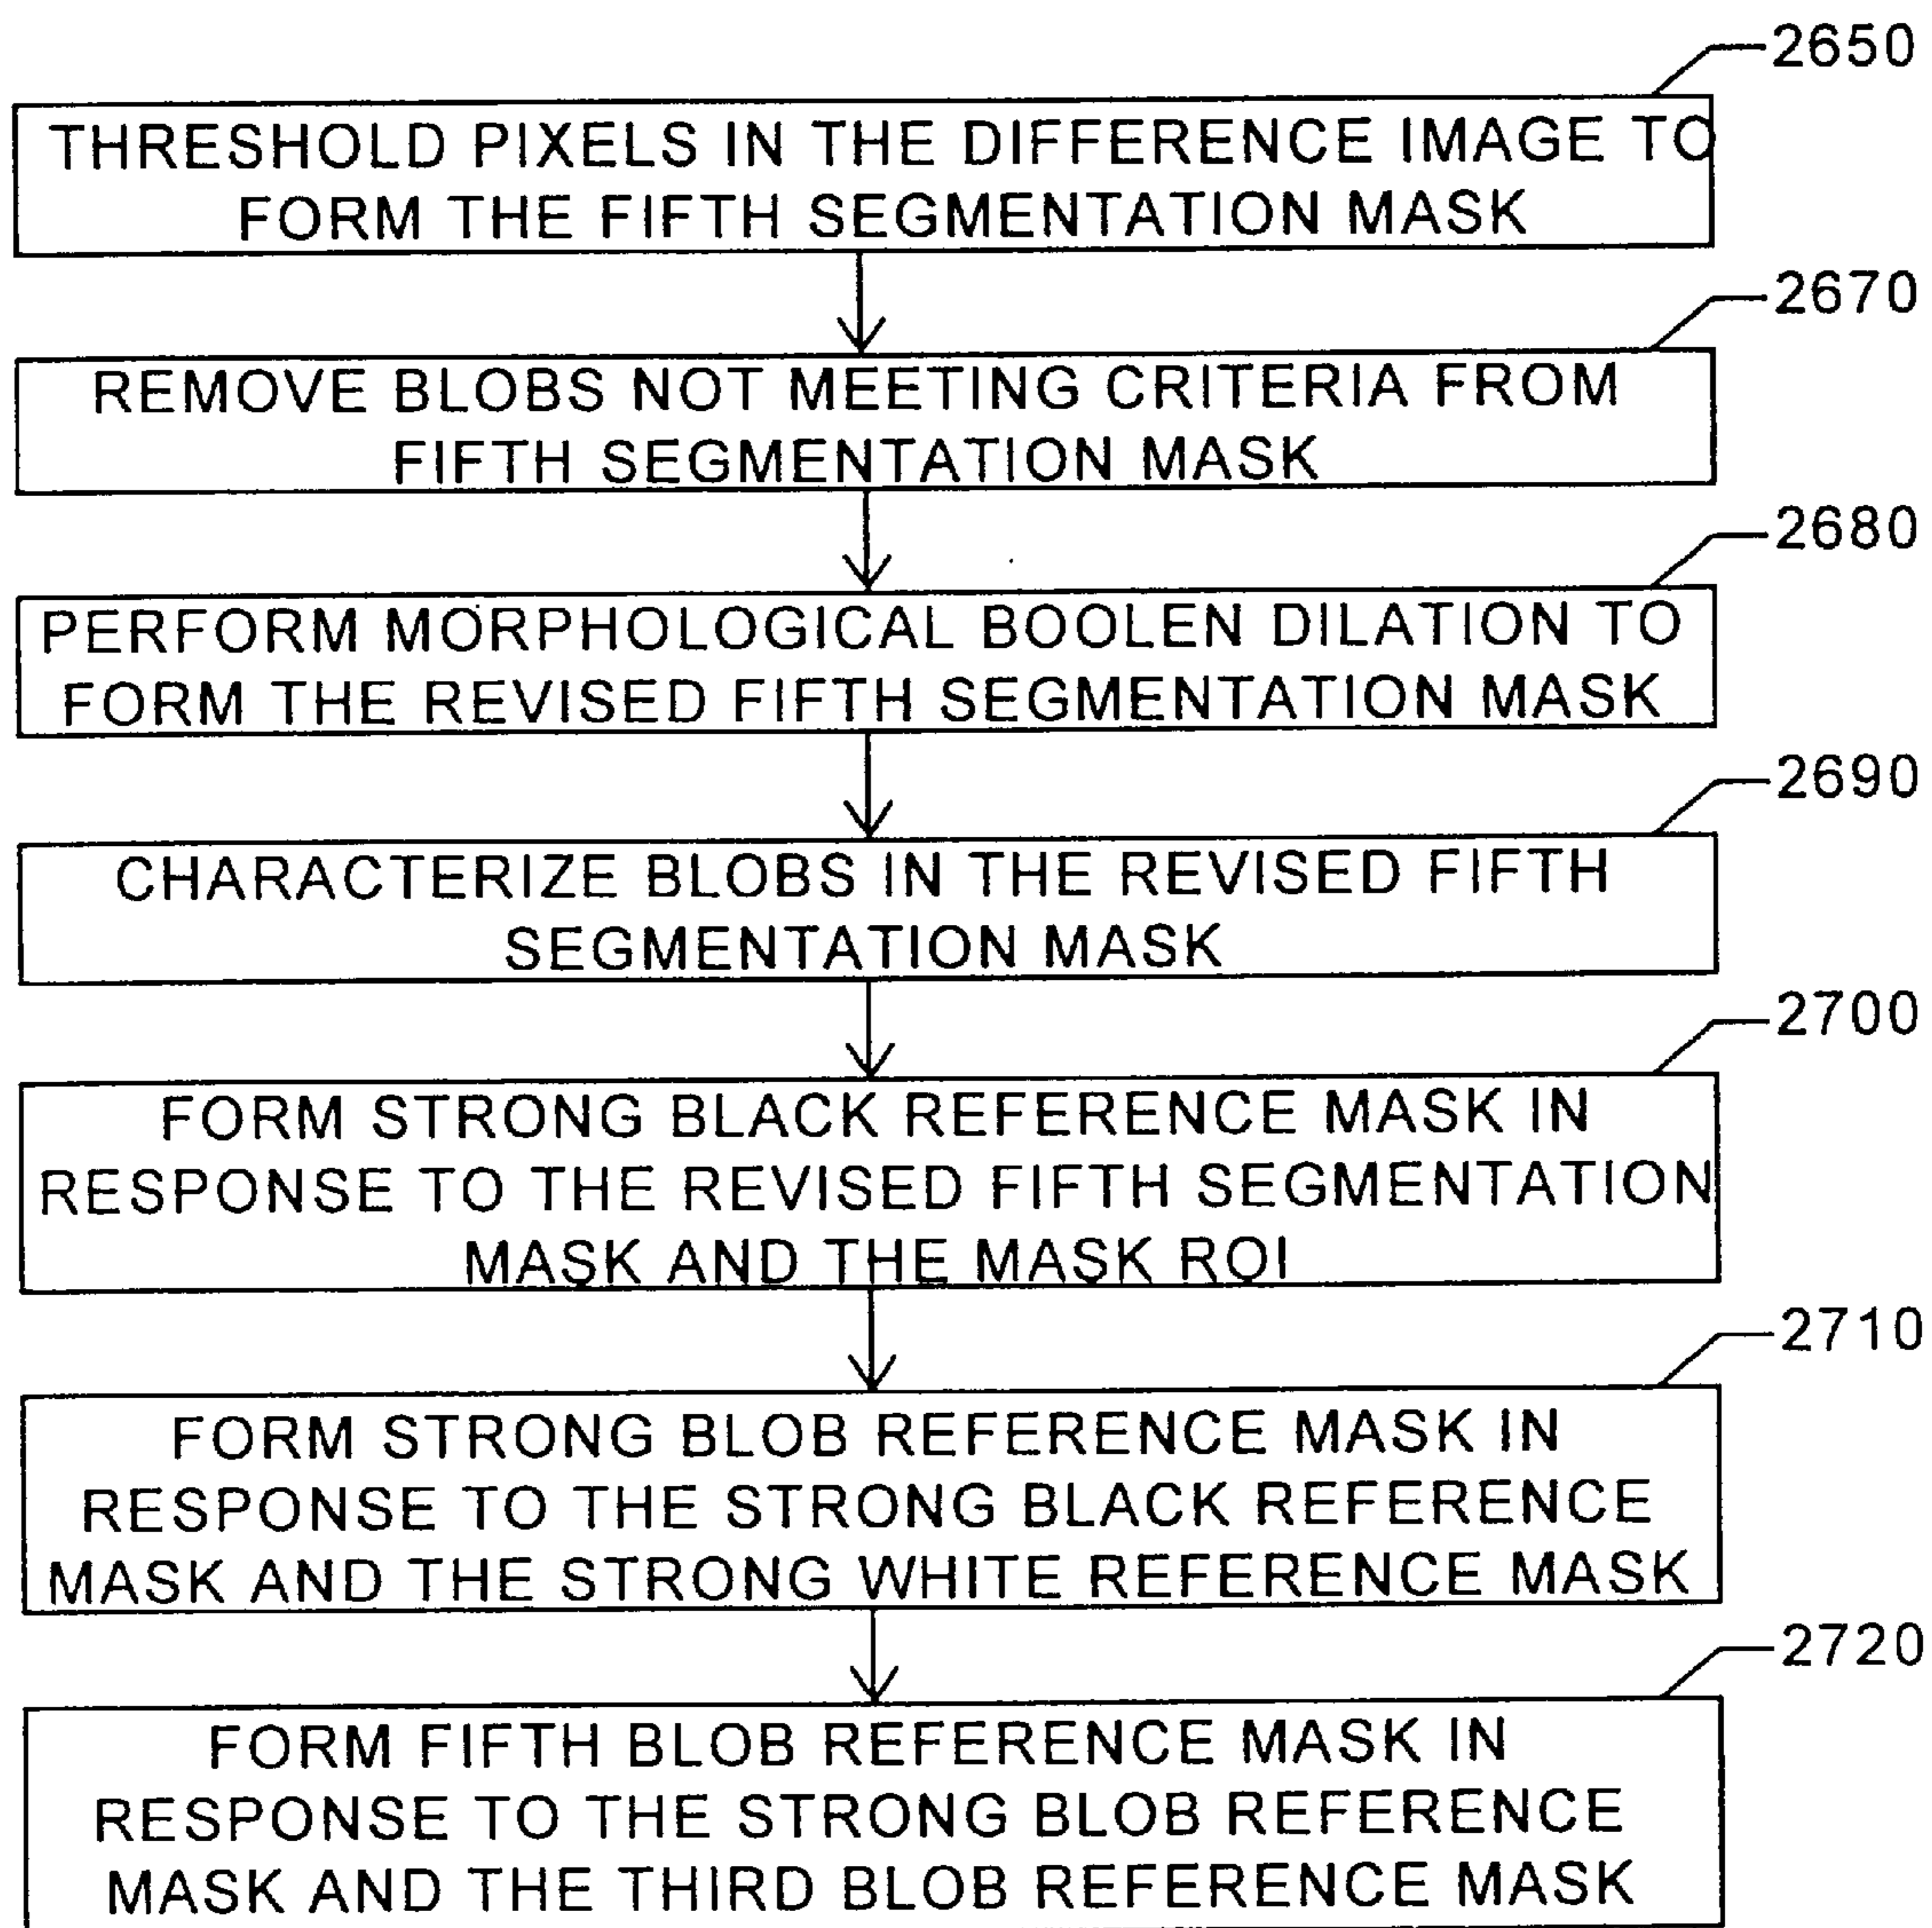 2650
THRESHOLD PIXELS IN THE DIFFERENCE IMAGE TO
FORM THE FIFTH SEGMENTATION MASK
2670
REMOVE BLOBS NOT MEETING CRITERIA FROM
FIFTH SEGMENTATION MASK
2680
PERFORM MORPHOLOGICAL BOOLEN DILATION TO
FORM THE REVISED FIFTH SEGMENTATION MASK
2690
CHARACTERIZE BLOBS IN THE REVISED FIFTH
SEGMENTATION MASK
2700
FORM STRONG BLACK REFERENCE MASK IN
RESPONSE TO THE REVISED FIFTH SEGMENTATION
MASK AND THE MASK ROI
2710
FORM STRONG BLOB REFERENCE MASK IN
RESPONSE TO THE STRONG BLACK REFERENCE
MASK AND THE STRONG WHITE REFERENCE MASK
2720
FORM FIFTH BLOB REFERENCE MASK IN
RESPONSE TO THE STRONG BLOB REFERENCE
MASK AND THE THIRD BLOB REFERENCE MASK